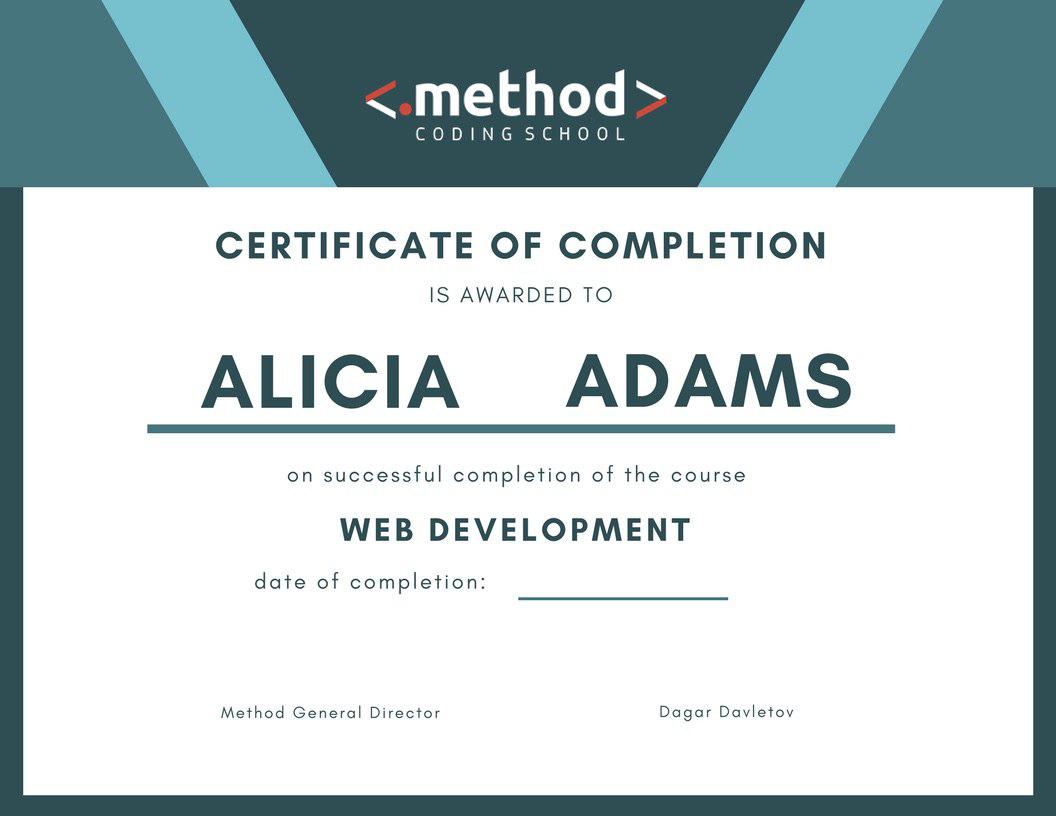 <.method>
CODING SCHOOL
CERTIFICATE OF COMPLETION
IS AWARDED TO
ALICIA ADAMS
on successful completion of the course
WEB DEVELOPMENT
date of completion:
Method General Director Dagar Davletov